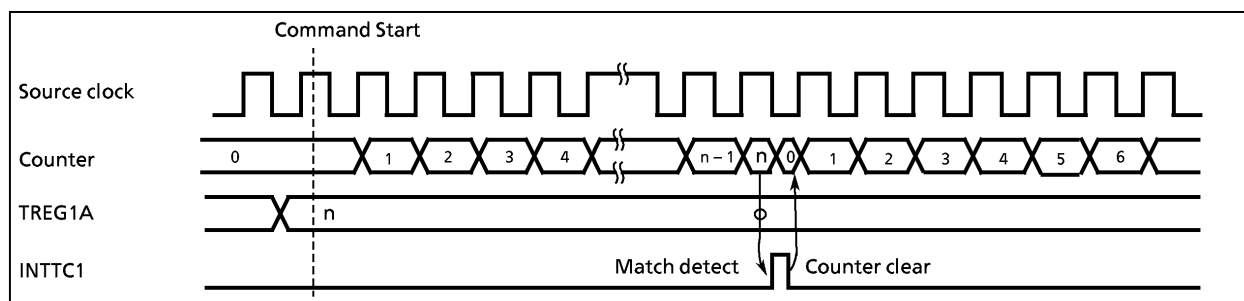 Command Start
Source clock
Counter 0 1 2 3 4 n – 1 n 0 1 2 3 4 5 6
TREG1A n
INTTC1 Match detect Counter clear